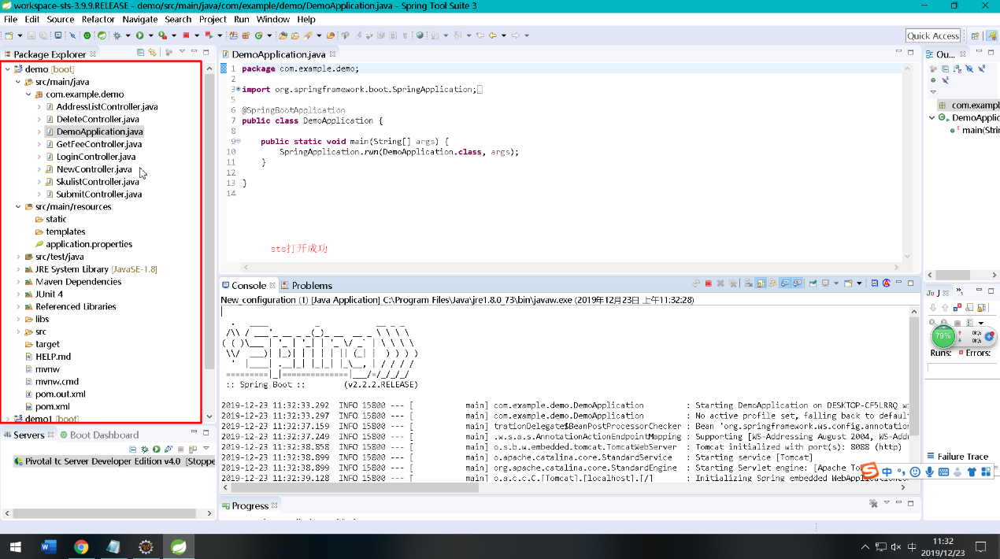 workspace-sts-3.9.9.RELEASE - demo/src/main/java/com/example/demo/DemoApplication.java - Spring Tool Suite 3
File Edit Source Refactor Navigate Search Project Run Window Help
Quick Access
Package Explorer
demo [boot]
src/main/java
com.example.demo
AddressListController.java
DeleteController.java
DemoApplication.java
GetFeeController.java
LoginController.java
NewController.java
SkulistController.java
SubmitController.java
src/main/resources
static
templates
application.properties
src/test/java
JRE System Library [JavaSE-1.8]
Maven Dependencies
JUnit 4
Referenced Libraries
libs
src
target
HELP.md
mvnw
mvnw.cmd
pom.out.xml
pom.xml
demo1 [boot]
Servers Boot Dashboard
Pivotal tc Server Developer Edition v4.0 [Stoppe
DemoApplication.java
1 package com.example.demo;
2
3 import org.springframework.boot.SpringApplication;
5
6 @SpringBootApplication
7 public class DemoApplication {
8
9 public static void main(String[] args) {
10 SpringApplication.run(DemoApplication.class, args);
11 }
12
13 }
14
sts打开成功
Console Problems
New_configuration (1) [Java Application] C:\Program Files\Java\jre1.8.0_73\bin\javaw.exe (2019年12月23日 上午11:32:28)
:: Spring Boot :: (v2.2.2.RELEASE)
2019-12-23 11:32:33.292 INFO 15800 --- [ main] com.example.demo.DemoApplication : Starting DemoApplication on DESKTOP-CF5LRRQ wi
2019-12-23 11:32:33.297 INFO 15800 --- [ main] com.example.demo.DemoApplication : No active profile set, falling back to defaul
2019-12-23 11:32:37.159 INFO 15800 --- [ main] trationDelegate$BeanPostProcessorChecker : Bean 'org.springframework.ws.config.annotatio
2019-12-23 11:32:37.249 INFO 15800 --- [ main] .w.s.a.s.AnnotationActionEndpointMapping : Supporting [WS-Addressing August 2004, WS-Add
2019-12-23 11:32:38.858 INFO 15800 --- [ main] o.s.b.w.embedded.tomcat.TomcatWebServer : Tomcat initialized with port(s): 8088 (http)
2019-12-23 11:32:38.899 INFO 15800 --- [ main] o.apache.catalina.core.StandardService : Starting service [Tomcat]
2019-12-23 11:32:38.899 INFO 15800 --- [ main] org.apache.catalina.core.StandardEngine : Starting Servlet engine: [Apache To
2019-12-23 11:32:39.128 INFO 15800 --- [ main] o.a.c.c.C.[Tomcat].[localhost].[/] : Initializing Spring embedded WebApplication
Progress
Ou...
com.exampl
DemoApplic
main(Strin
Ju J
79%
0K/s
0K/s
Runs: Errors:
Failure Trace
中
中
11:32
2019/12/23